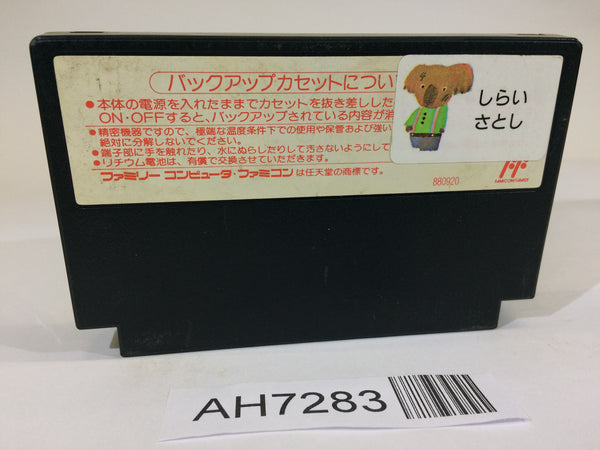 バックアップカセットについ
●本体の電源を入れたままでカセットを抜き差しした
ON・OFFすると、バックアップされている内容が消
●精密機器ですので、極端な温度条件下での使用や保管および強い
絶対に分解しないでください。
●端子部に手を触れたり、水にぬらしたりして汚さないようにして
●リチウム電池は、有償で交換させていただきます。
ファミリー コンピュータ・ファミコンは任天堂の商標です。
880920
FAMICOM FAMILY
しらい
さとし
AH7283